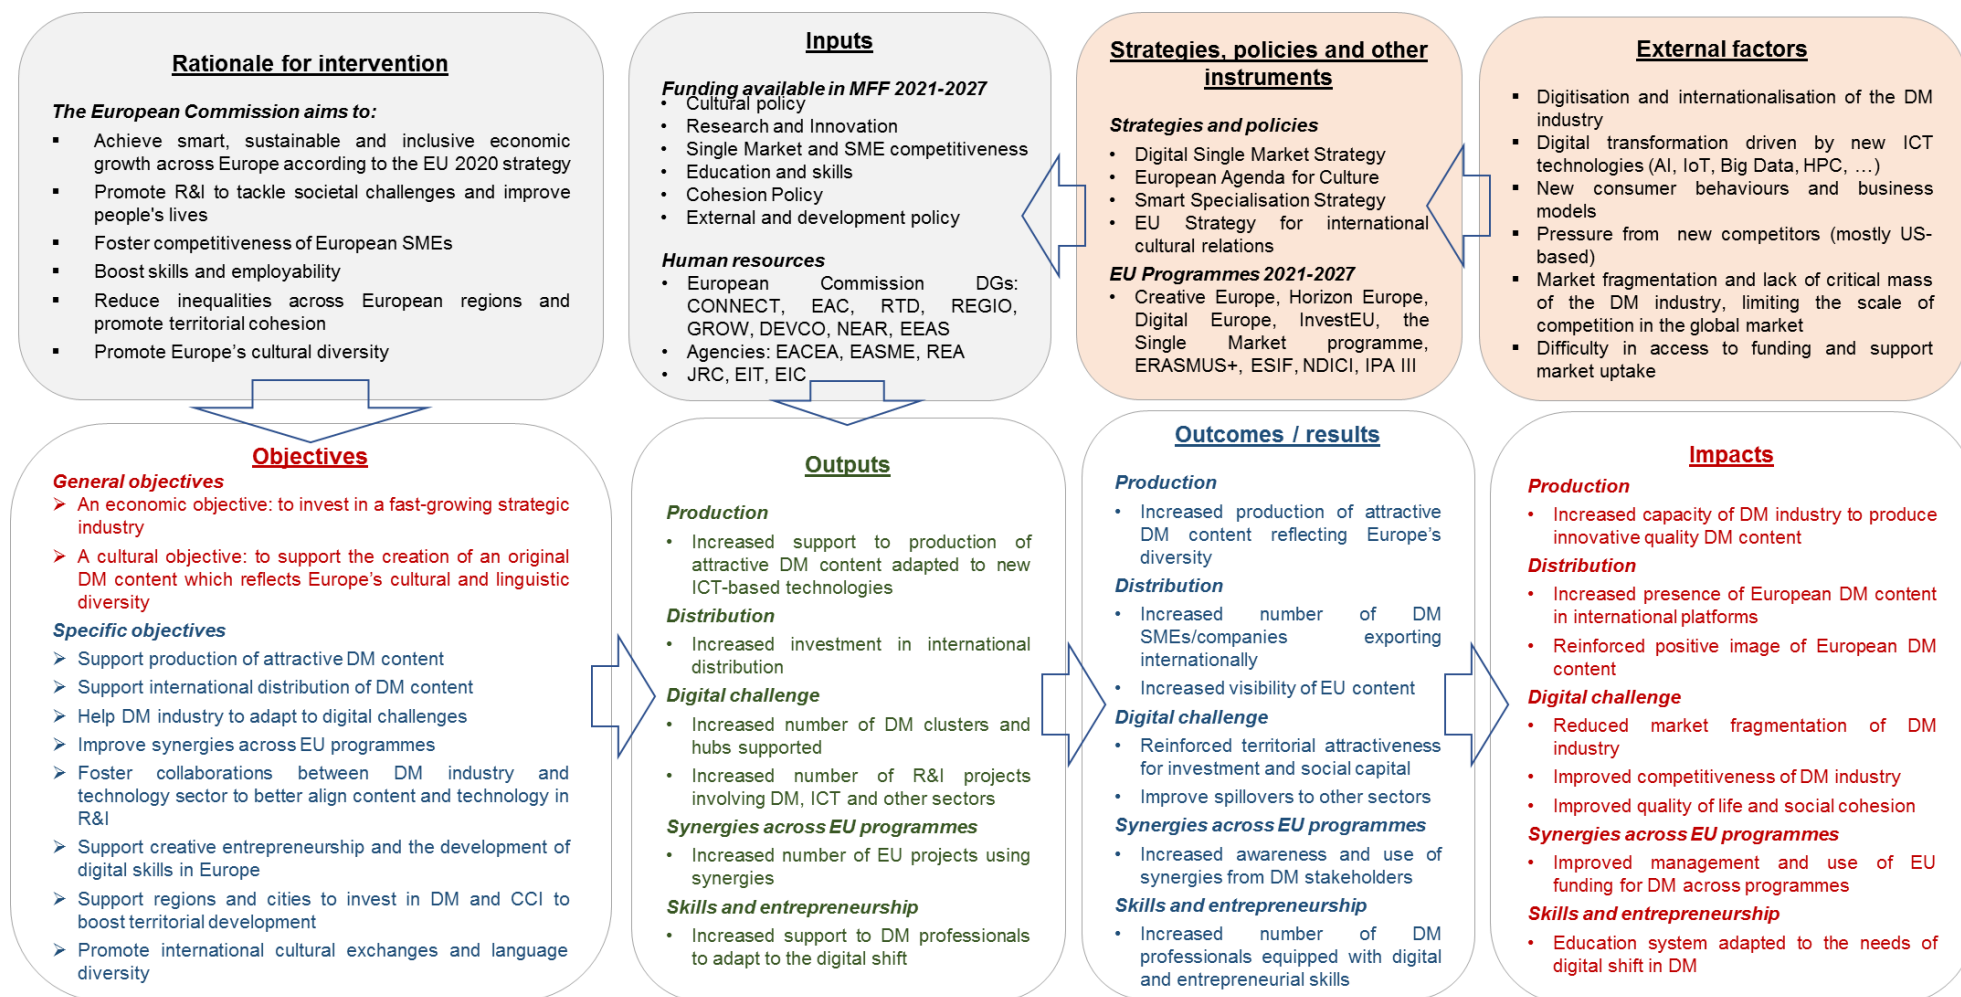 Rationale for intervention
The European Commission aims to:
▪ Achieve smart, sustainable and inclusive economic
growth across Europe according to the EU 2020 strategy
▪ Promote R&I to tackle societal challenges and improve
people's lives
▪ Foster competitiveness of European SMEs
▪ Boost skills and employability
▪ Reduce inequalities across European regions and
promote territorial cohesion
▪ Promote Europe's cultural diversity
Inputs
Funding available in MFF 2021-2027
• Cultural policy
• Research and Innovation
• Single Market and SME competitiveness
• Education and skills
• Cohesion Policy
• External and development policy
Human resources
• European Commission DGs:
CONNECT, EAC, RTD, REGIO,
GROW, DEVCO, NEAR, EEAS
• Agencies: EACEA, EASME, REA
• JRC, EIT, EIC
Strategies, policies and other
instruments
Strategies and policies
• Digital Single Market Strategy
• European Agenda for Culture
• Smart Specialisation Strategy
• EU Strategy for international
cultural relations
EU Programmes 2021-2027
• Creative Europe, Horizon Europe,
Digital Europe, InvestEU, the
Single Market programme,
ERASMUS+, ESIF, NDICI, IPA III
External factors
▪ Digitisation and internationalisation of the DM
industry
▪ Digital transformation driven by new ICT
technologies (AI, IoT, Big Data, HPC, …)
▪ New consumer behaviours and business
models
▪ Pressure from new competitors (mostly US-
based)
▪ Market fragmentation and lack of critical mass
of the DM industry, limiting the scale of
competition in the global market
▪ Difficulty in access to funding and support
market uptake
Objectives
General objectives
➢ An economic objective: to invest in a fast-growing strategic
industry
➢ A cultural objective: to support the creation of an original
DM content which reflects Europe's cultural and linguistic
diversity
Specific objectives
➢ Support production of attractive DM content
➢ Support international distribution of DM content
➢ Help DM industry to adapt to digital challenges
➢ Improve synergies across EU programmes
➢ Foster collaborations between DM industry and
technology sector to better align content and technology in
R&I
➢ Support creative entrepreneurship and the development of
digital skills in Europe
➢ Support regions and cities to invest in DM and CCI to
boost territorial development
➢ Promote international cultural exchanges and language
diversity
Outputs
Production
• Increased support to production of
attractive DM content adapted to new
ICT-based technologies
Distribution
• Increased investment in international
distribution
Digital challenge
• Increased number of DM clusters and
hubs supported
• Increased number of R&I projects
involving DM, ICT and other sectors
Synergies across EU programmes
• Increased number of EU projects using
synergies
Skills and entrepreneurship
• Increased support to DM professionals
to adapt to the digital shift
Outcomes / results
Production
• Increased production of attractive
DM content reflecting Europe's
diversity
Distribution
• Increased number of DM
SMEs/companies exporting
internationally
• Increased visibility of EU content
Digital challenge
• Reinforced territorial attractiveness
for investment and social capital
• Improve spillovers to other sectors
Synergies across EU programmes
• Increased awareness and use of
synergies from DM stakeholders
Skills and entrepreneurship
• Increased number of DM
professionals equipped with digital
and entrepreneurial skills
Impacts
Production
• Increased capacity of DM industry to produce
innovative quality DM content
Distribution
• Increased presence of European DM content
in international platforms
• Reinforced positive image of European DM
content
Digital challenge
• Reduced market fragmentation of DM
industry
• Improved competitiveness of DM industry
• Improved quality of life and social cohesion
Synergies across EU programmes
• Improved management and use of EU
funding for DM across programmes
Skills and entrepreneurship
• Education system adapted to the needs of
digital shift in DM